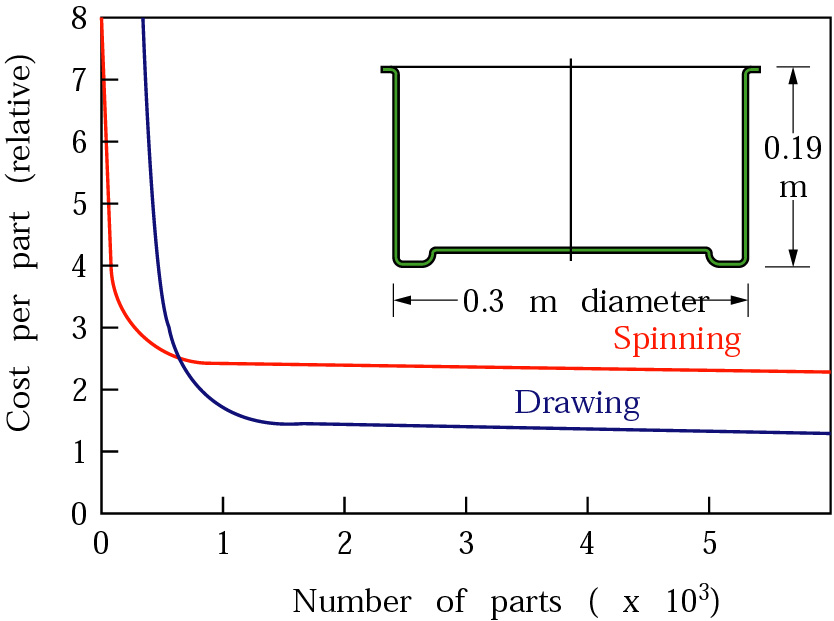 Cost per part (relative)
8
7
6
5
4
3
2
1
0
0.19
m
0.3 m diameter
Spinning
Drawing
0 1 2 3 4 5
Number of parts ( x 10³)